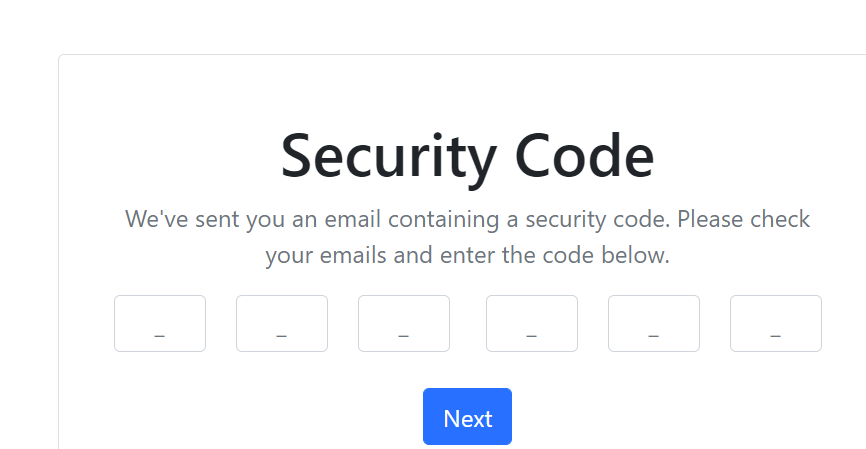 Security Code
We've sent you an email containing a security code. Please check
your emails and enter the code below.
_ _ _ _ _ _
Next